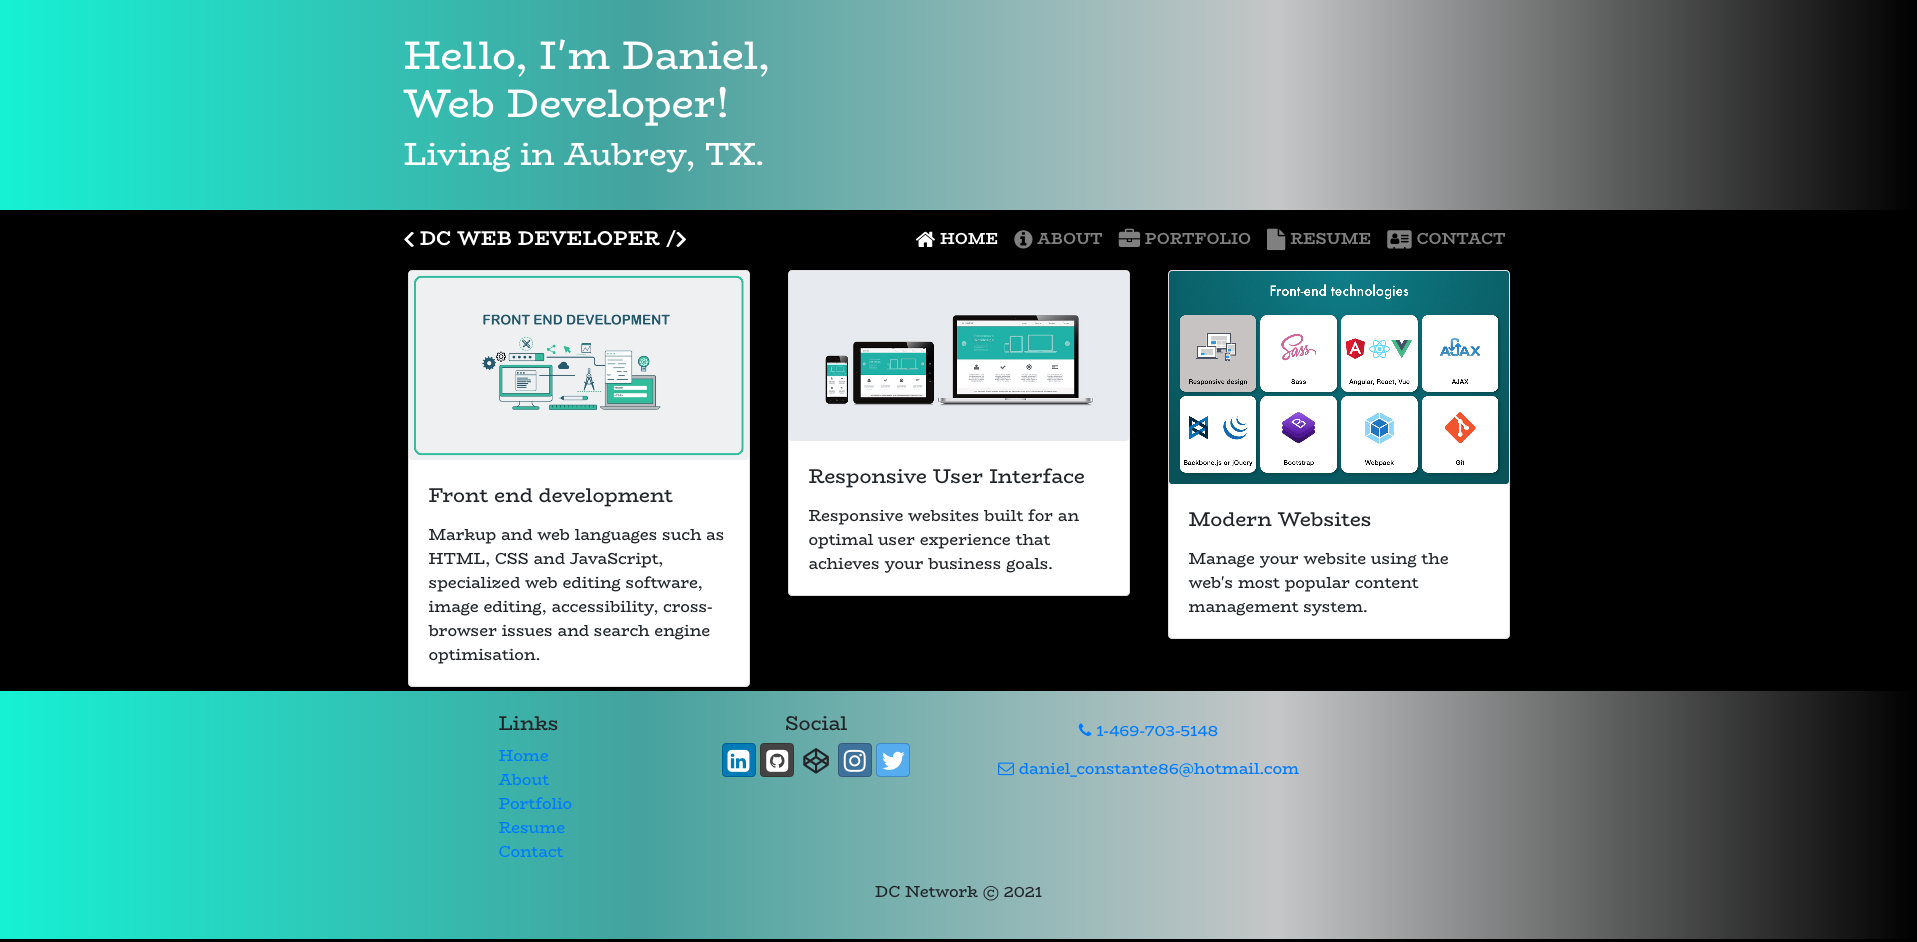 Hello, I'm Daniel,
Web Developer!
Living in Aubrey, TX.
< DC WEB DEVELOPER />
HOME ABOUT PORTFOLIO RESUME CONTACT
FRONT END DEVELOPMENT
Front end development
Markup and web languages such as
HTML, CSS and JavaScript,
specialized web editing software,
image editing, accessibility, cross-
browser issues and search engine
optimisation.
Responsive User Interface
Responsive websites built for an
optimal user experience that
achieves your business goals.
Front-end technologies
Responsive design
Sass
Sass
Angular, React, Vue
AJAX
AJAX
Backbone.js or jQuery
Bootstrap
Webpack
Git
Modern Websites
Manage your website using the
web's most popular content
management system.
Links
Home
About
Portfolio
Resume
Contact
Social
in
1-469-703-5148
daniel_constante86@hotmail.com
DC Network © 2021